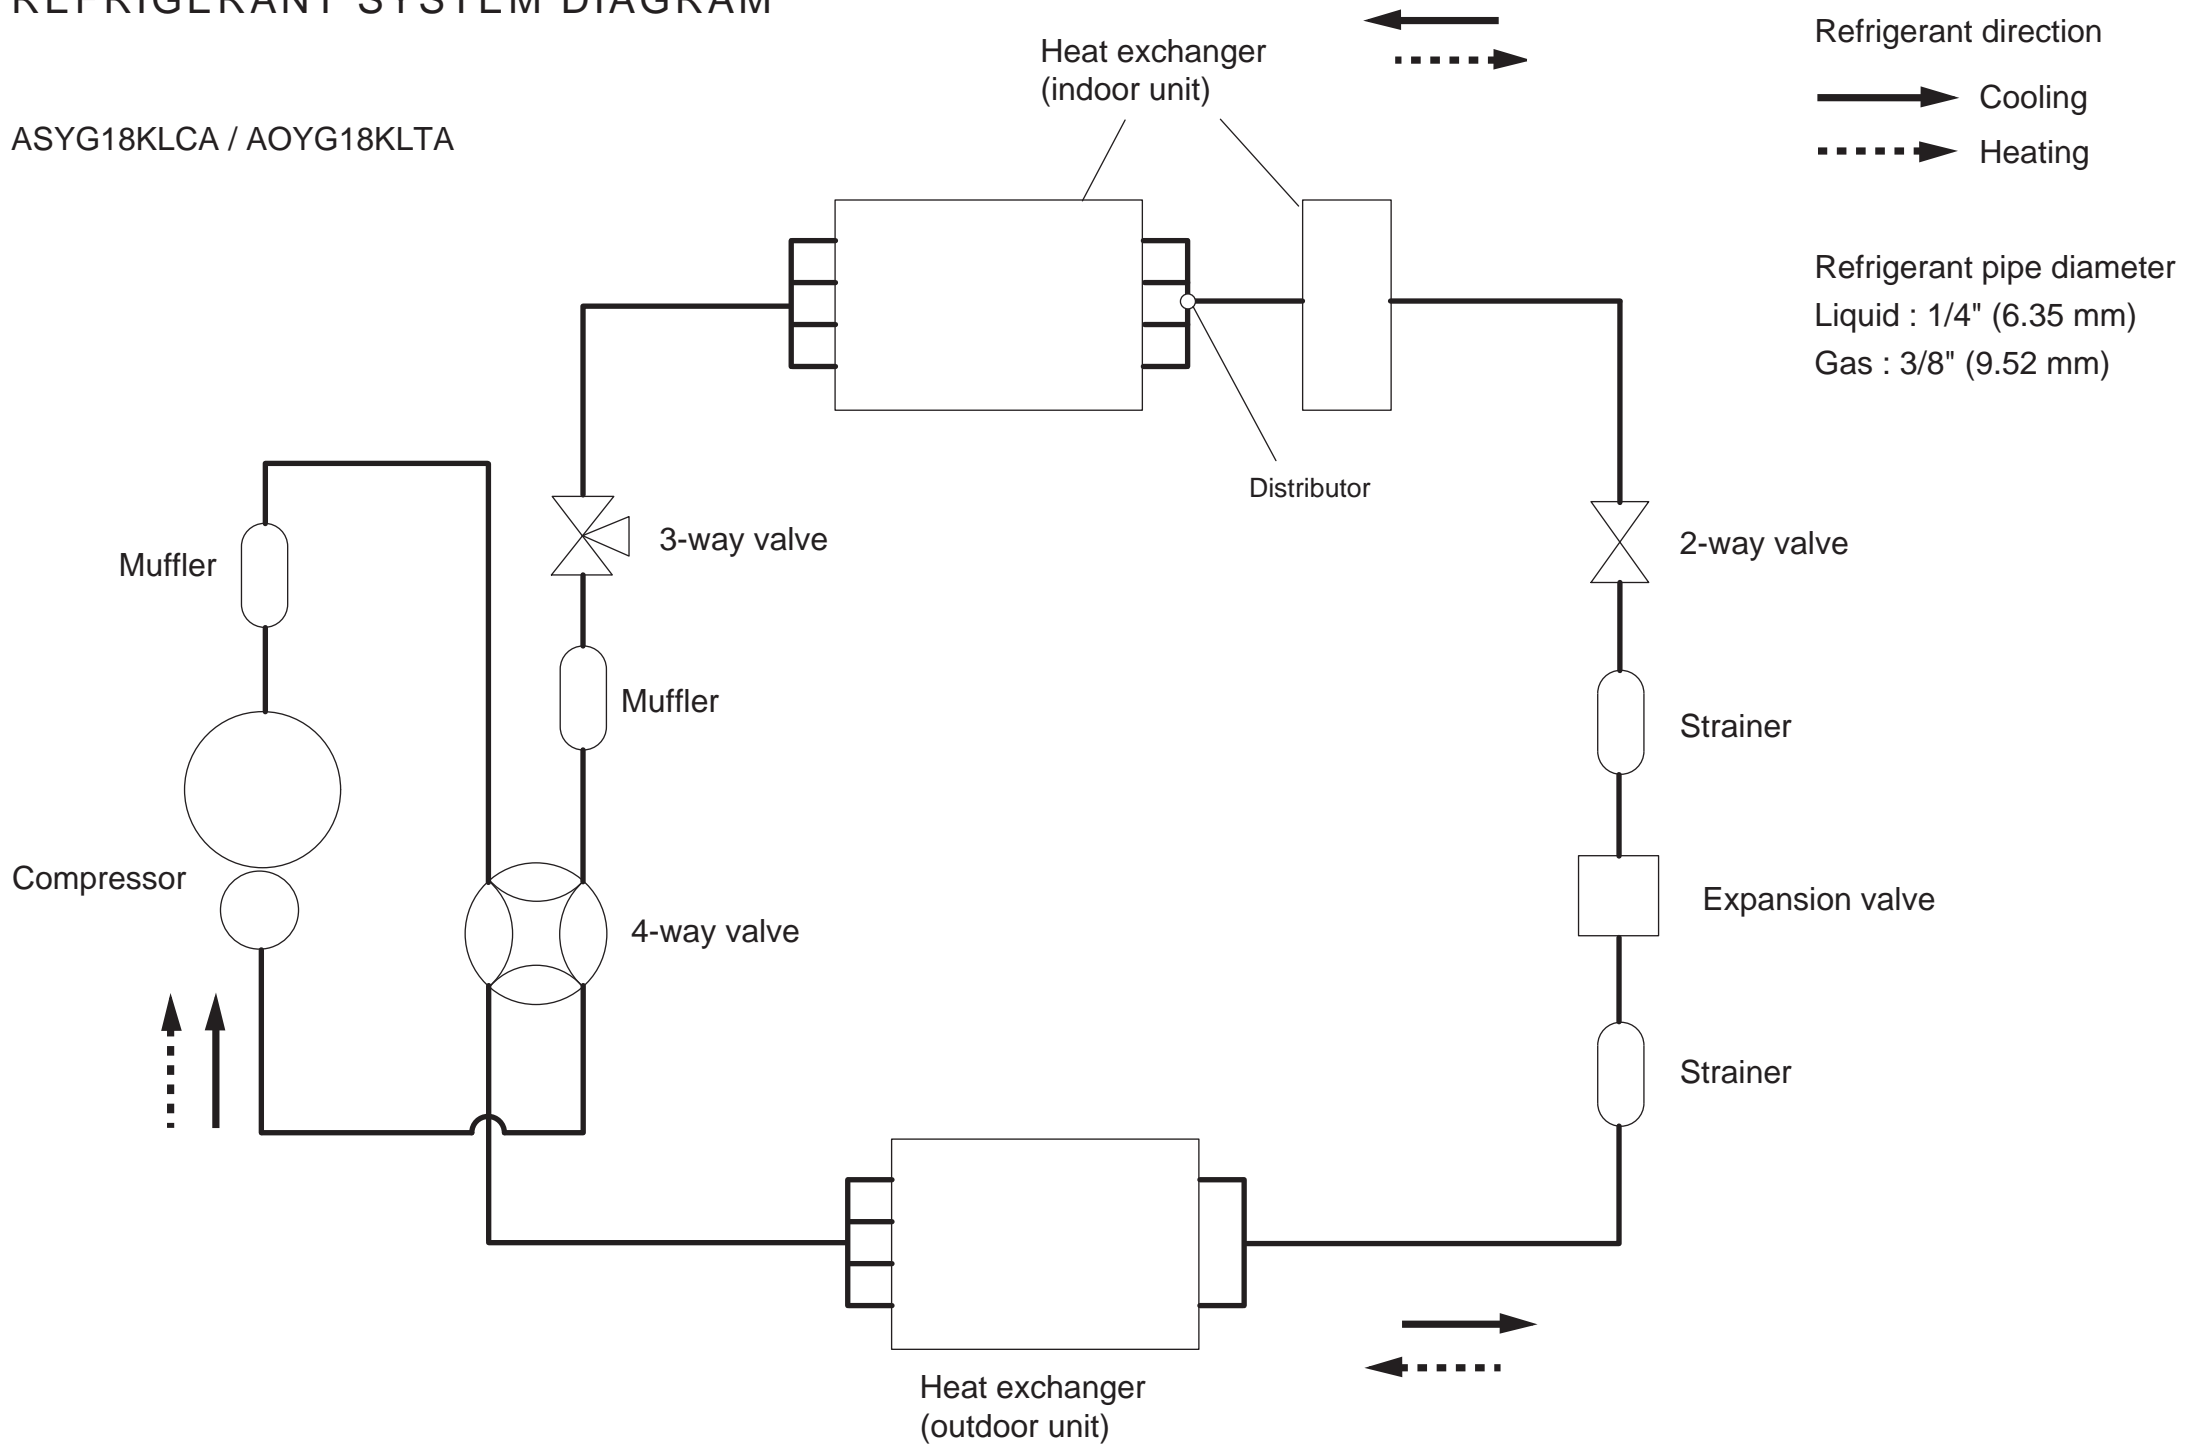 REFRIGERANT SYSTEM DIAGRAM
ASYG18KLCA / AOYG18KLTA
Heat exchanger
(indoor unit)
Refrigerant direction
Cooling
Heating
Refrigerant pipe diameter
Liquid : 1/4" (6.35 mm)
Gas : 3/8" (9.52 mm)
Distributor
Muffler
3-way valve
2-way valve
Muffler
Strainer
Compressor
4-way valve
Expansion valve
Strainer
Heat exchanger
(outdoor unit)